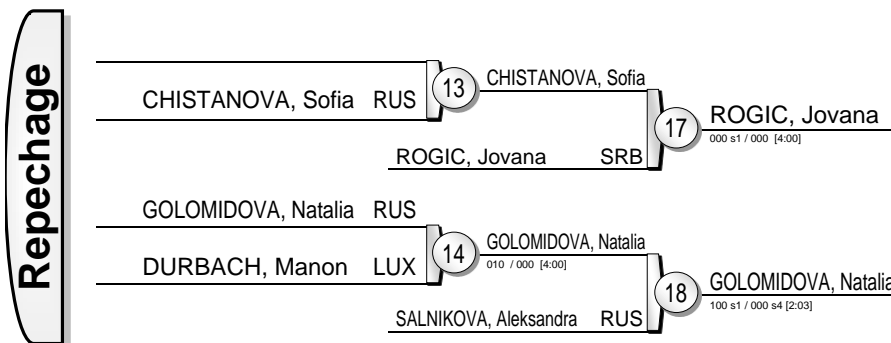 Repechage
CHISTANOVA, Sofia RUS
13
CHISTANOVA, Sofia
ROGIC, Jovana SRB
17
ROGIC, Jovana
000 s1 / 000 [4:00]
GOLOMIDOVA, Natalia RUS
DURBACH, Manon LUX
14
GOLOMIDOVA, Natalia
010 / 000 [4:00]
SALNIKOVA, Aleksandra RUS
18
GOLOMIDOVA, Natalia
100 s1 / 000 s4 [2:03]